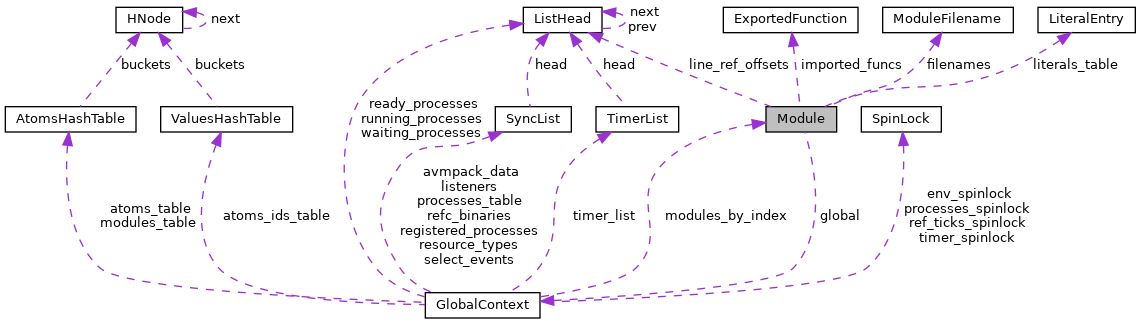 HNode
next
ListHead
next
prev
ExportedFunction
ModuleFilename
LiteralEntry
buckets
buckets
head
head
line_ref_offsets
imported_funcs
filenames
literals_table
AtomsHashTable
ValuesHashTable
ready_processes
running_processes
waiting_processes
SyncList
TimerList
Module
SpinLock
atoms_table
modules_table
atoms_ids_table
avmpack_data
listeners
processes_table
refc_binaries
registered_processes
resource_types
select_events
timer_list
modules_by_index
global
env_spinlock
processes_spinlock
ref_ticks_spinlock
timer_spinlock
GlobalContext